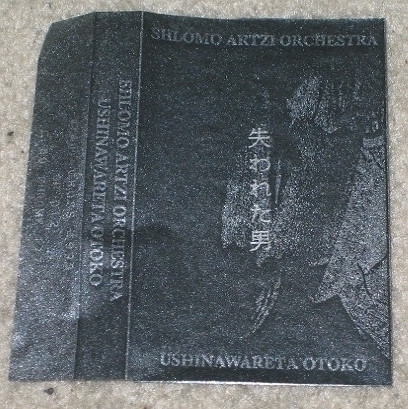 SHLOMO ARTZI ORCHESTRA
失われた男
USHINAWARETA OTOKO
SHLOMO ARTZI ORCHESTRA
USHINAWARETA OTOKO